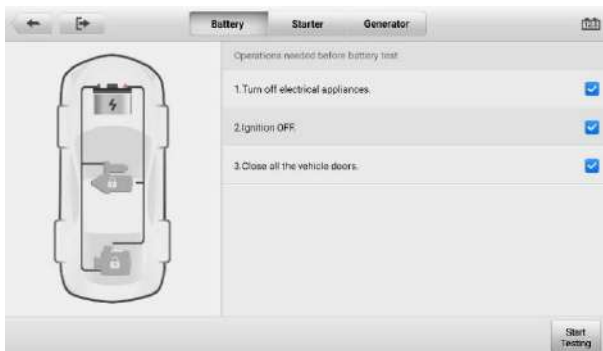 Battery Starter Generator
Operations needed before battery test
1.Turn off electrical appliances.
2.Ignition OFF.
3.Close all the vehicle doors.
Start
Testing